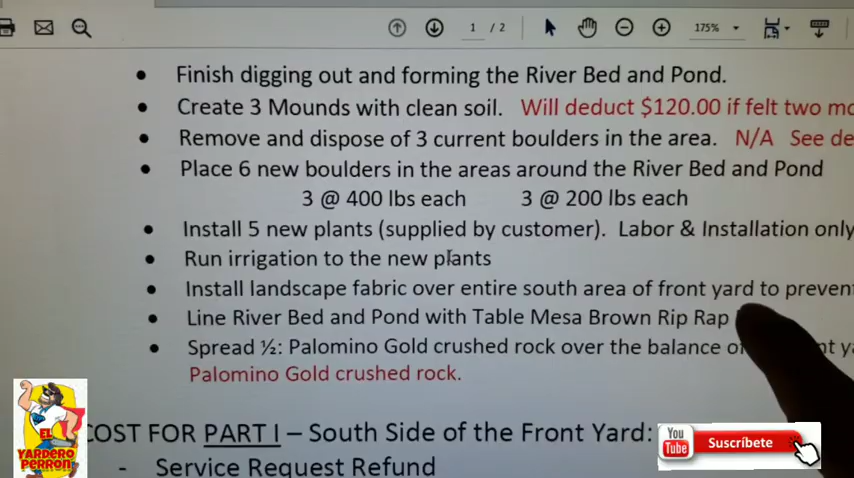 1 / 2 175%
Finish digging out and forming the River Bed and Pond.
Create 3 Mounds with clean soil. Will deduct $120.00 if felt two
Remove and dispose of 3 current boulders in the area. N/A See
Place 6 new boulders in the areas around the River Bed and Pond
3 @ 400 lbs each 3 @ 200 lbs each
Install 5 new plants (supplied by customer). Labor & Installation only
Run irrigation to the new plants
Install landscape fabric over entire south area of front yard to prevent
Line River Bed and Pond with Table Mesa Brown Rip Rap
Spread ½: Palomino Gold crushed rock over the balance of
Palomino Gold crushed rock.
COST FOR PART I – South Side of the Front Yard:
- Service Request Refund
EL
YARDERO
PERRON
You
Tube
Suscríbete